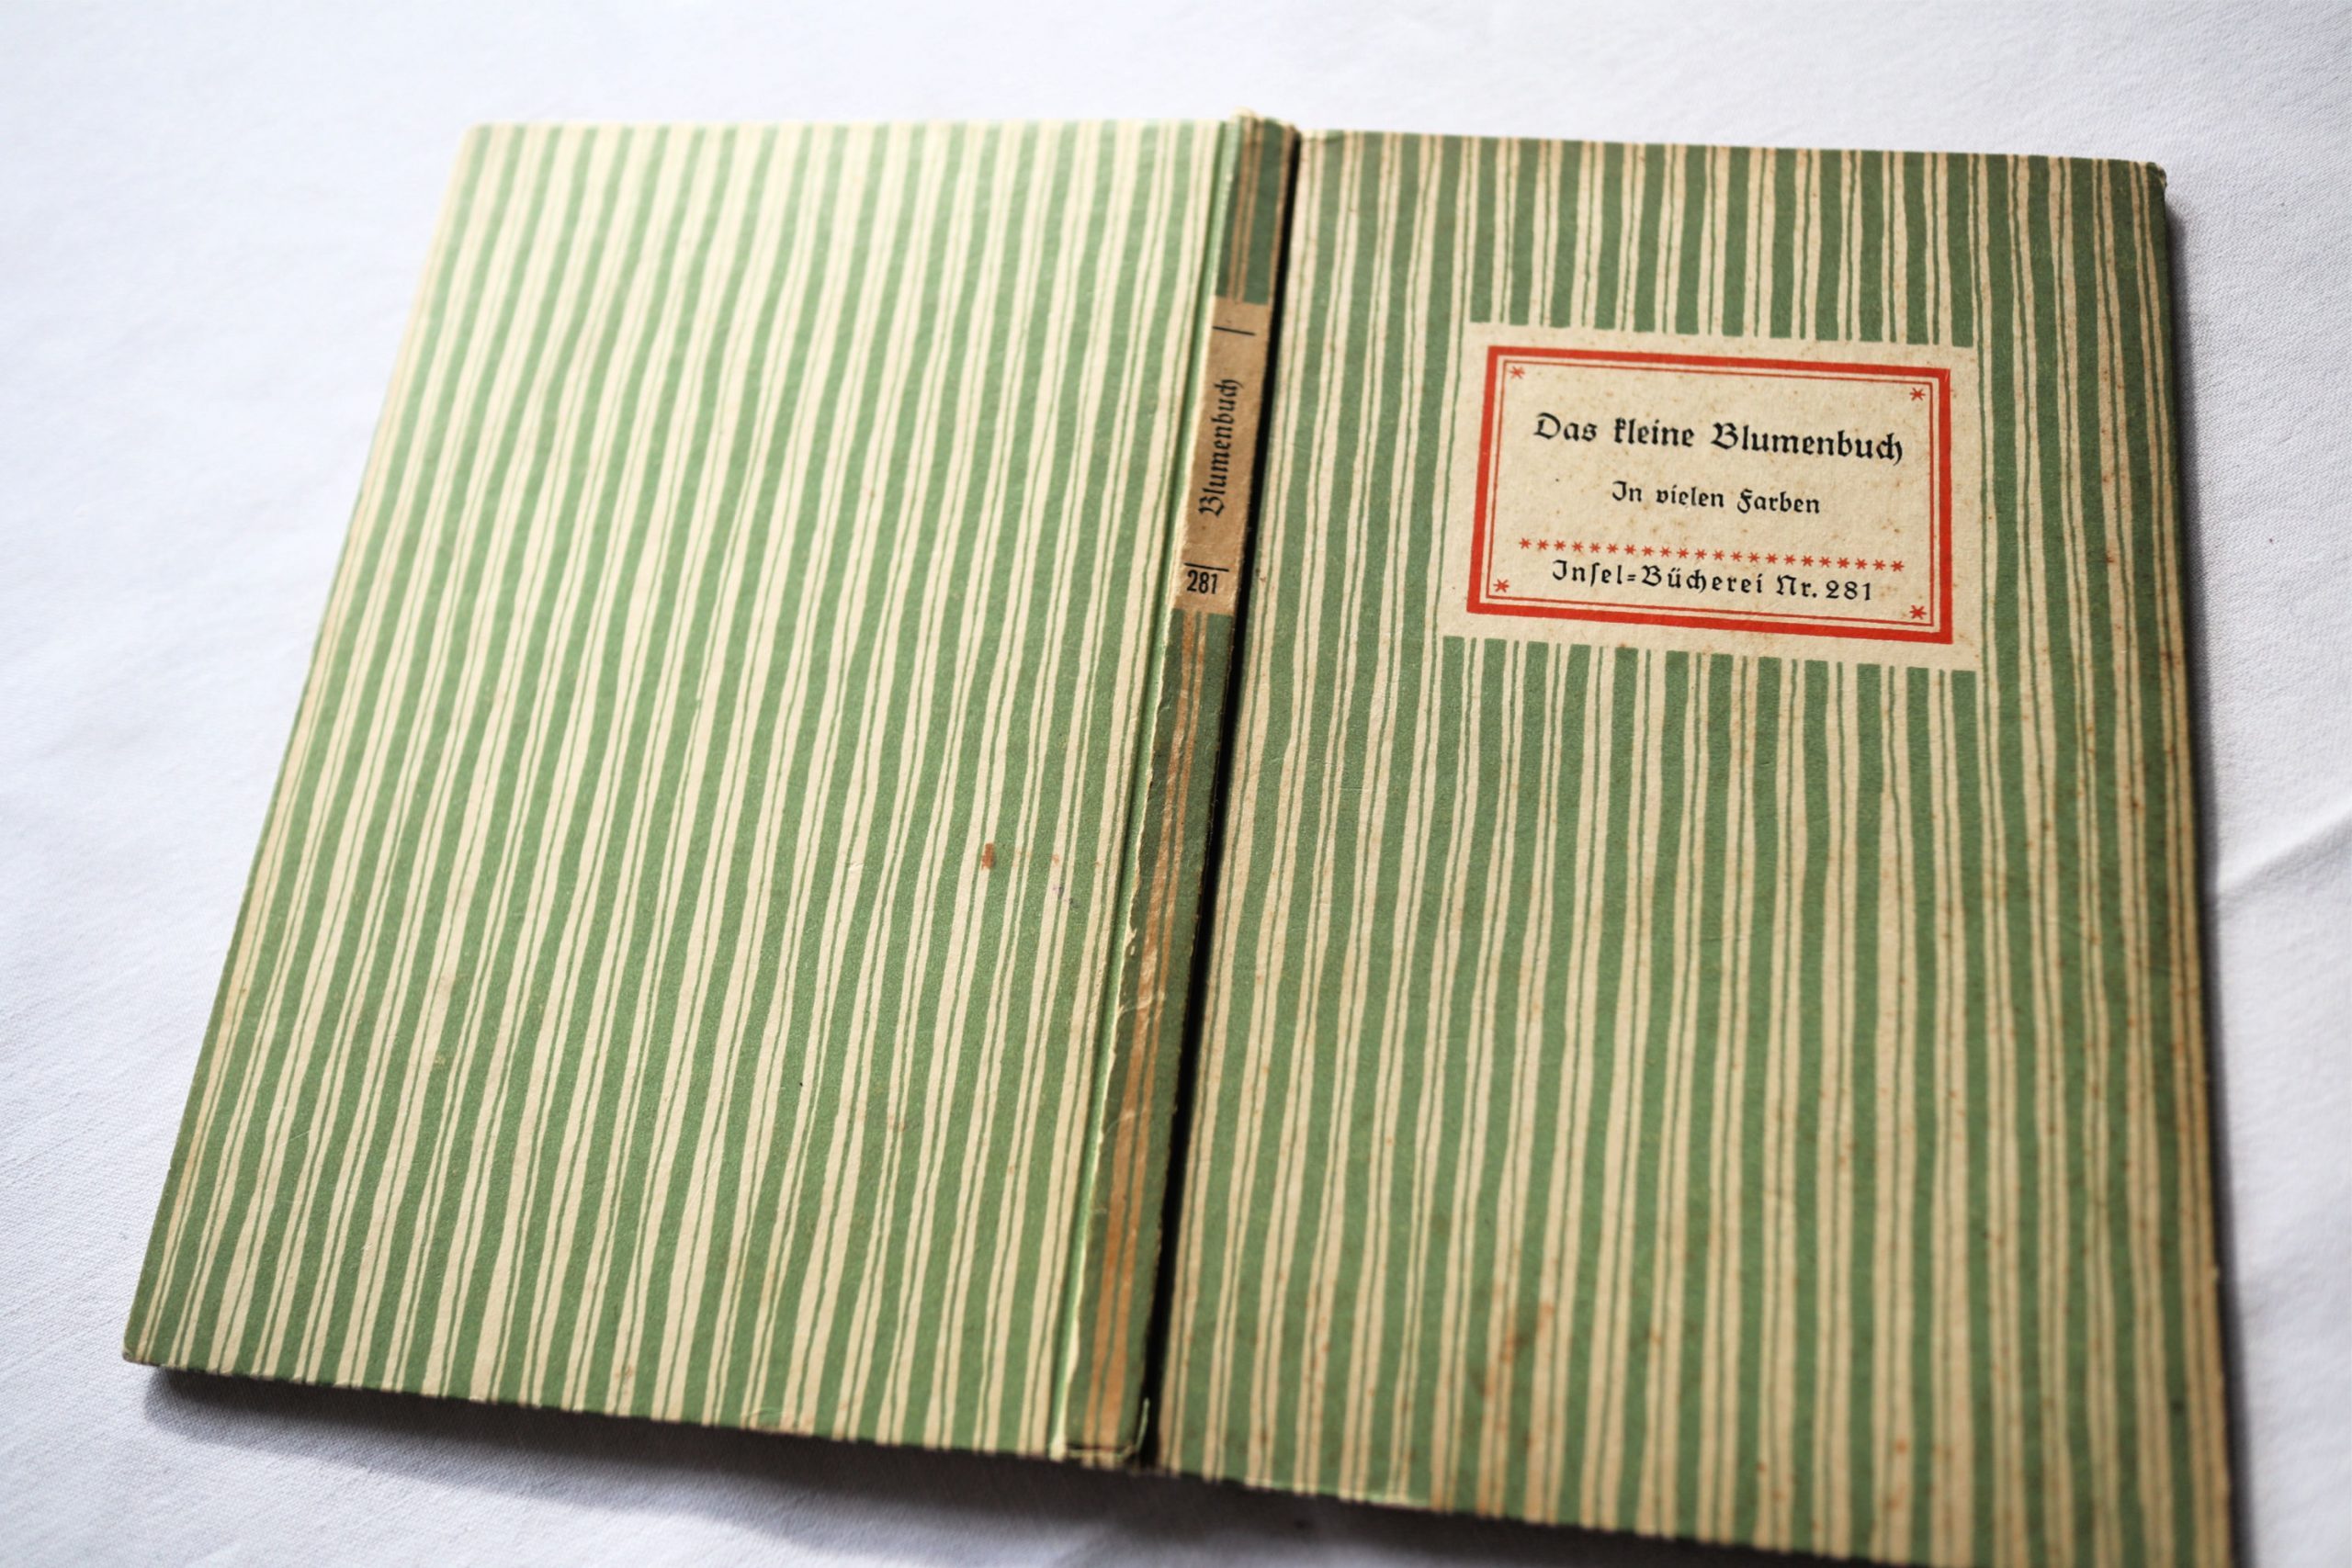 Blumenbuch
281
Das kleine Blumenbuch
In vielen Farben
Inſel=Bücherei Nr. 281